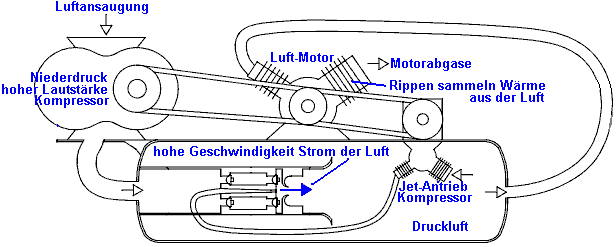 Luftansaugung
Niederdruck
hoher Lautstärke
Kompressor
Luft-Motor
Motorabgase
Rippen sammeln Wärme
aus der Luft
hohe Geschwindigkeit Strom der Luft
Jet-Antrieb
Kompressor
Druckluft